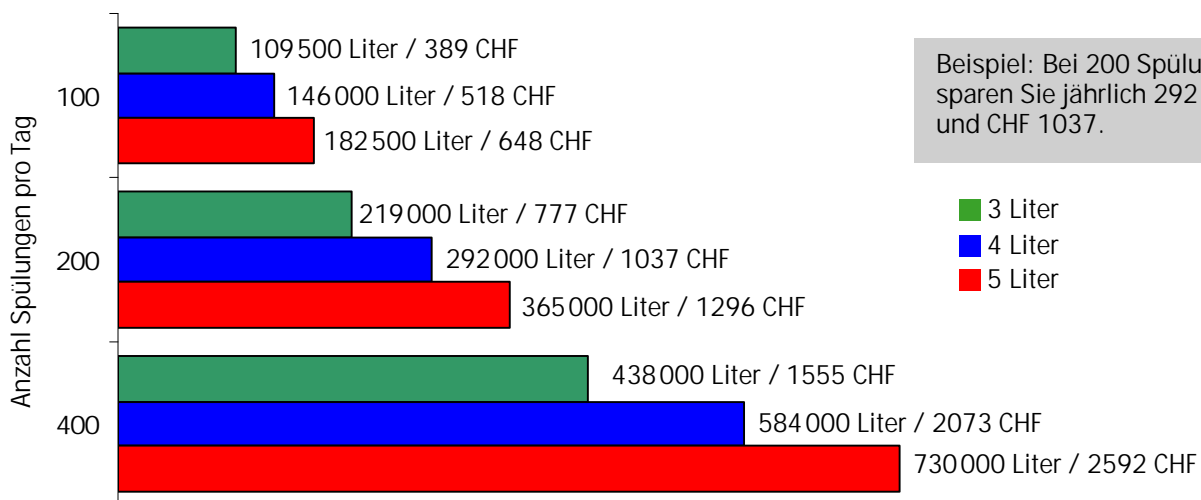 Anzahl Spülungen pro Tag
100
109 500 Liter / 389 CHF
146 000 Liter / 518 CHF
182 500 Liter / 648 CHF
200
219 000 Liter / 777 CHF
292 000 Liter / 1037 CHF
365 000 Liter / 1296 CHF
400
438 000 Liter / 1555 CHF
584 000 Liter / 2073 CHF
730 000 Liter / 2592 CHF
Beispiel: Bei 200
sparen Sie jährlich 292
und CHF 1037.
3 Liter
4 Liter
5 Liter